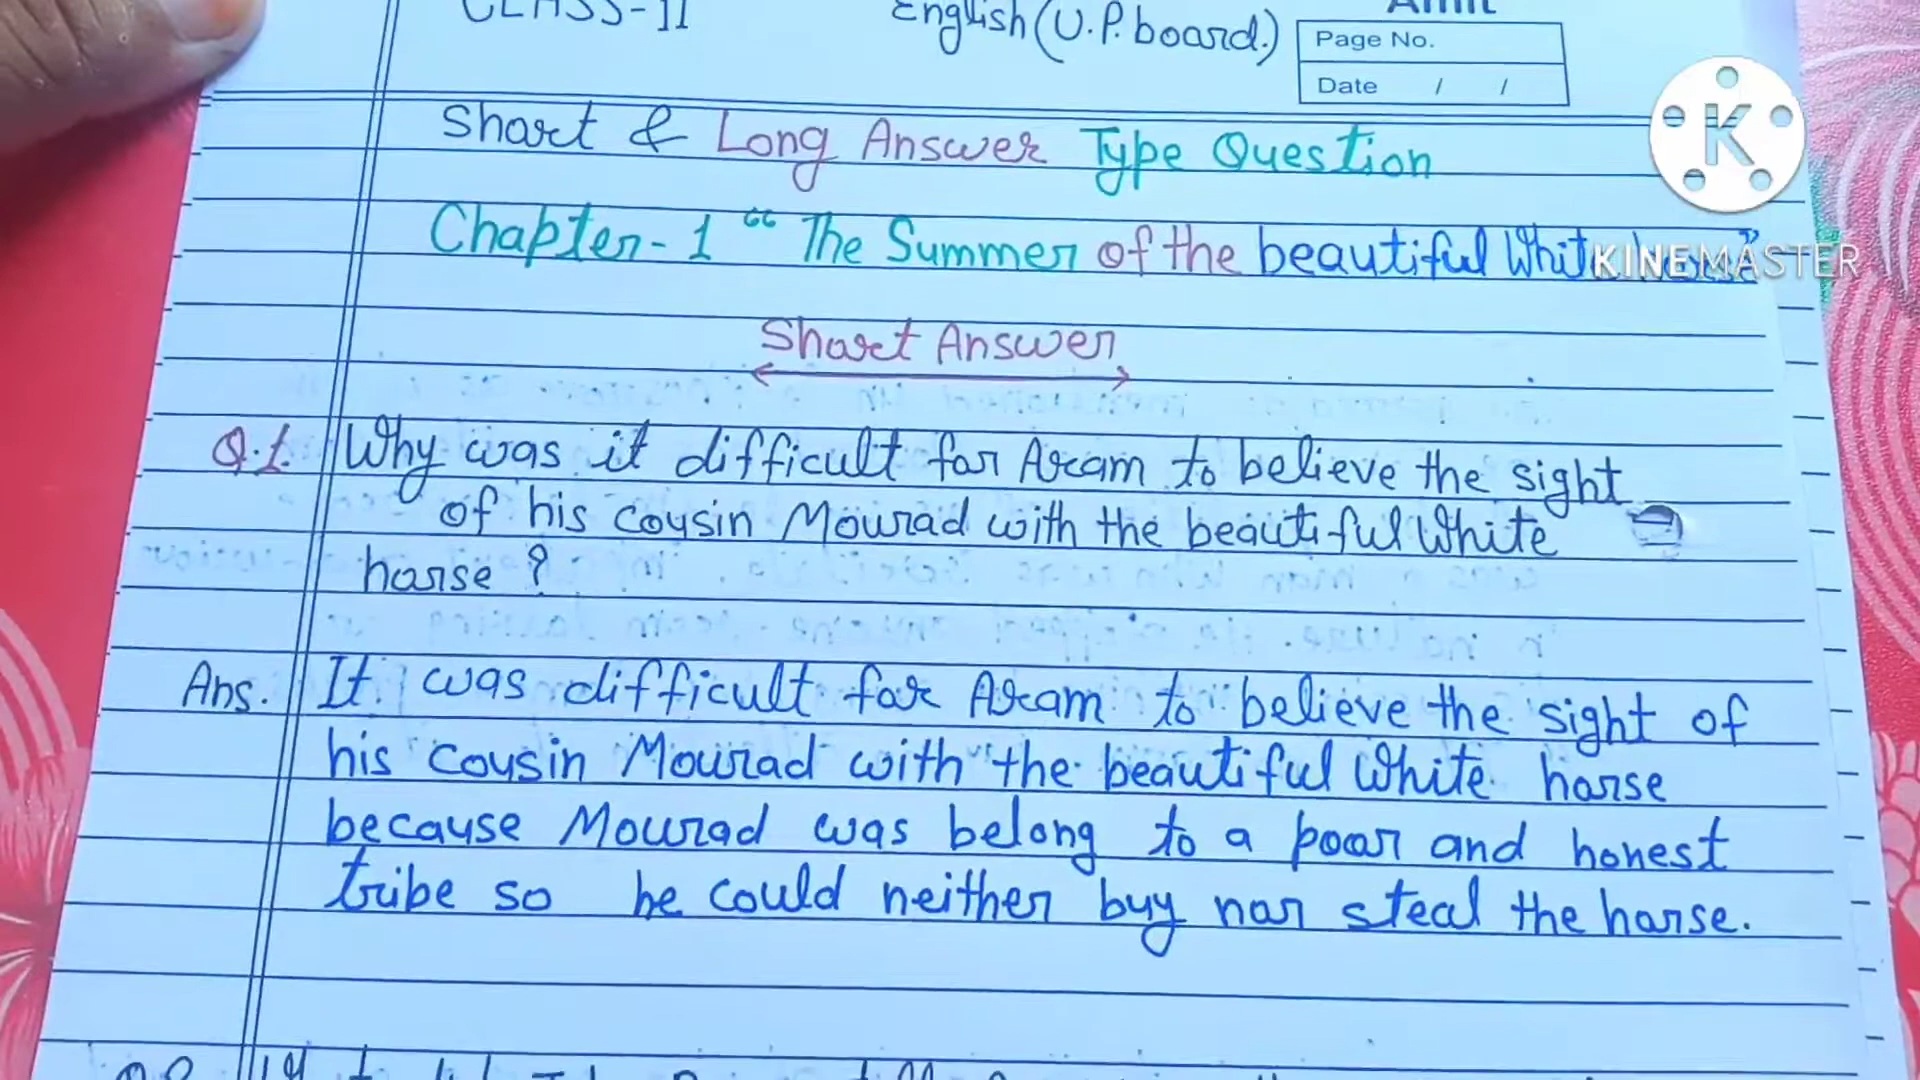 CLASS-11 English (U.P. board.)
Amit
Page No.
Date / /
Short & Long Answer Type Question
Chapter-1 “The Summer of the beautiful White horse”
KINEMASTER
Short Answer
Q.1. Why was it difficult for Aram to believe the sight
of his cousin Mourad with the beautiful White
horse ?
Ans. It was difficult for Aram to believe the sight of
his cousin Mourad with the beautiful White horse
because Mourad was belong to a poor and honest
tribe so he could neither buy nor steal the horse.